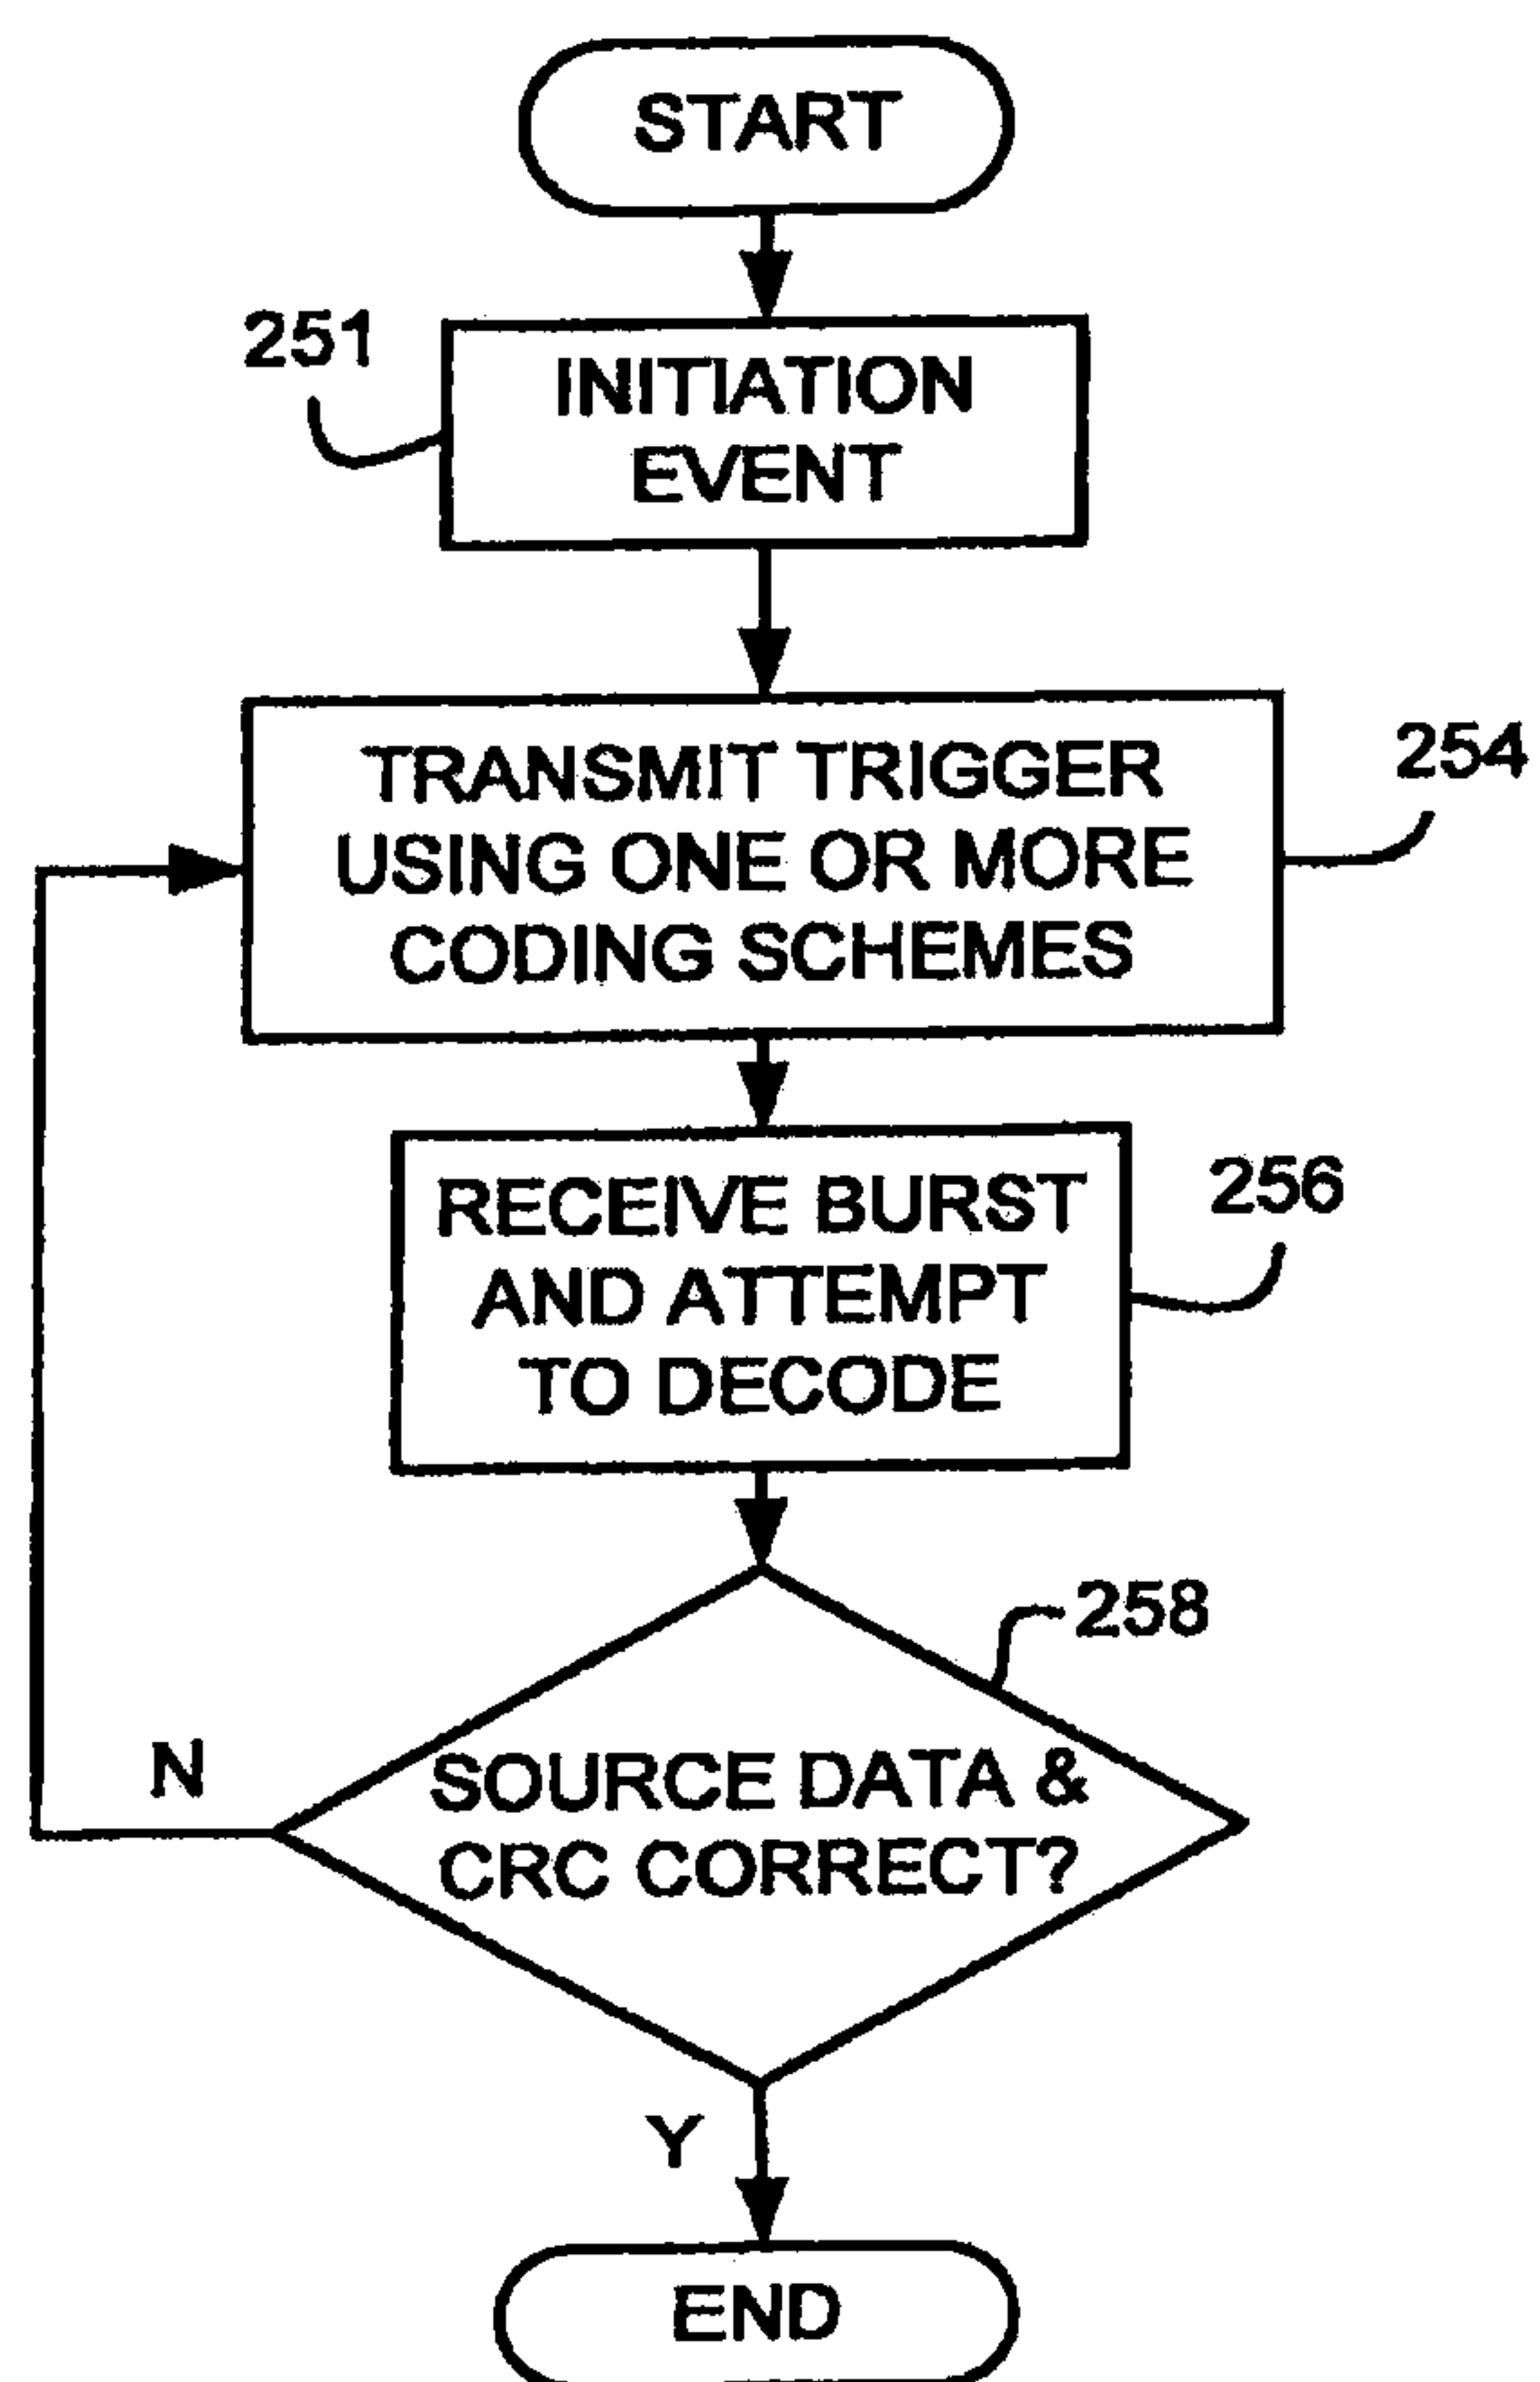 START
251
INITIATION
EVENT
254
TRANSMIT TRIGGER
USING ONE OR MORE
CODING SCHEMES
256
RECEIVE BURST
AND ATTEMPT
TO DECODE
258
SOURCE DATA &
CRC CORRECT?
N
Y
END